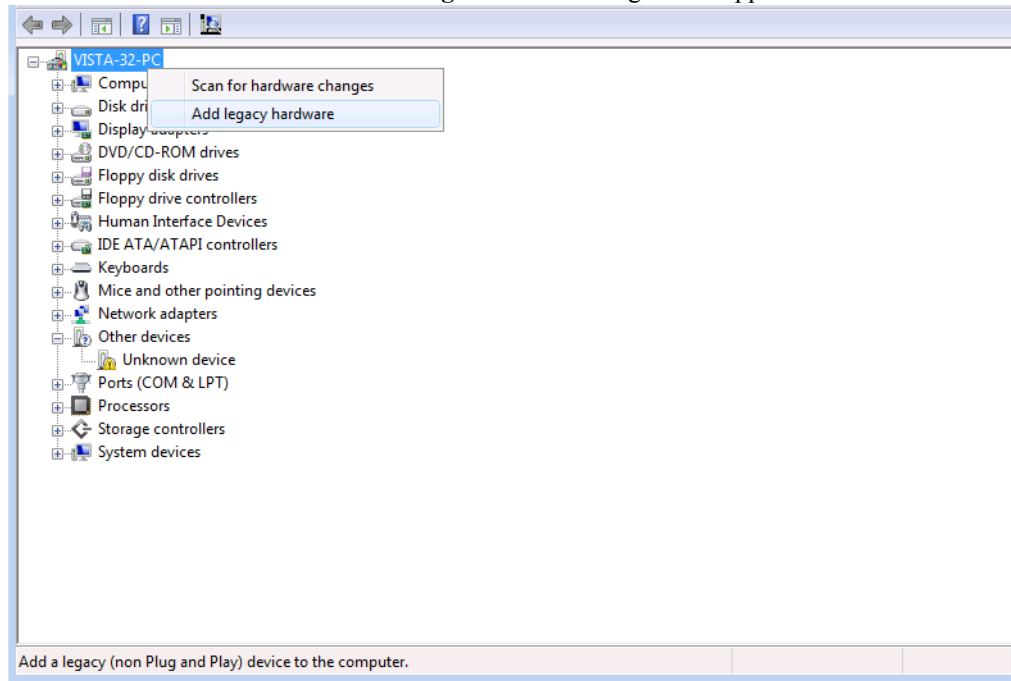 VISTA-32-PC
Scan for hardware changes
Add legacy hardware
Compu
Disk dri
Display adapters
DVD/CD-ROM drives
Floppy disk drives
Floppy drive controllers
Human Interface Devices
IDE ATA/ATAPI controllers
Keyboards
Mice and other pointing devices
Network adapters
Other devices
Unknown device
Ports (COM & LPT)
Processors
Storage controllers
System devices
Add a legacy (non Plug and Play) device to the computer.